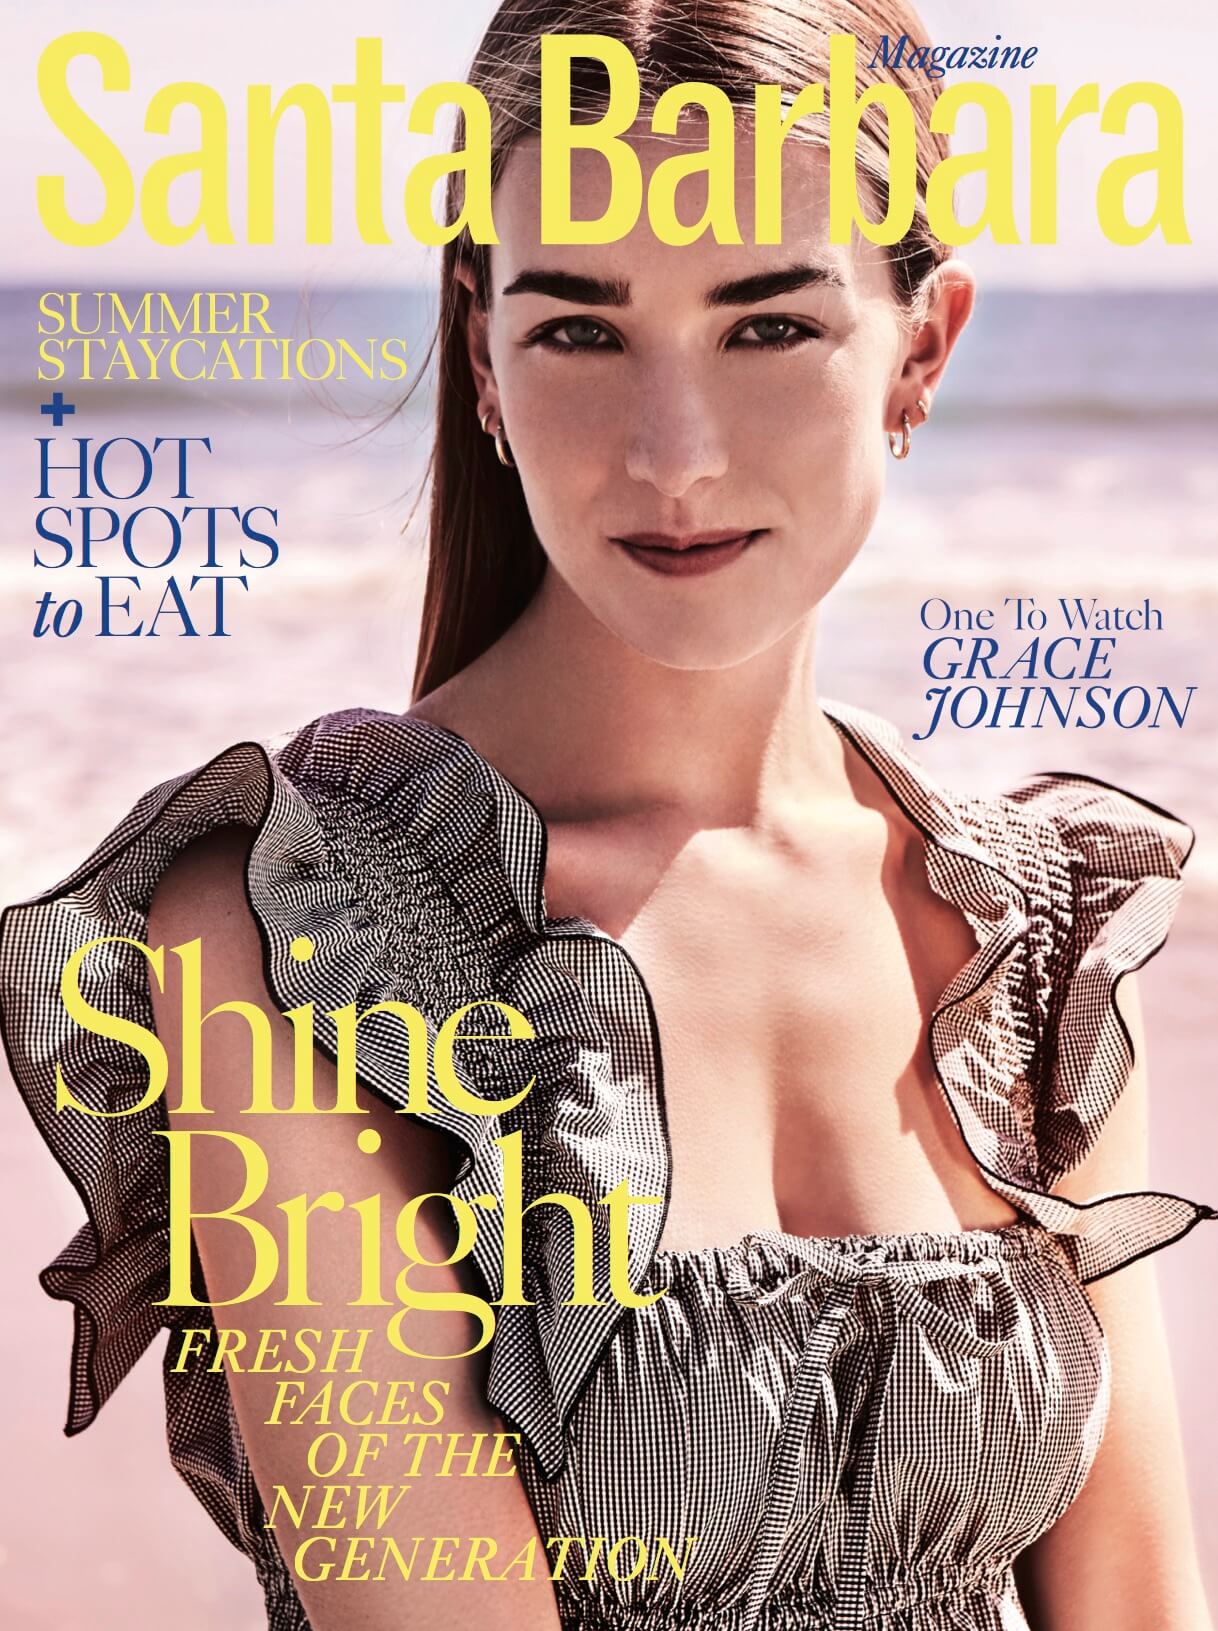 Santa Barbara
Magazine
SUMMER
STAYCATIONS
+
HOT
SPOTS
to EAT
One To Watch
GRACE
JOHNSON
Shine
Bright
FRESH
FACES
OF THE
NEW
GENERATION